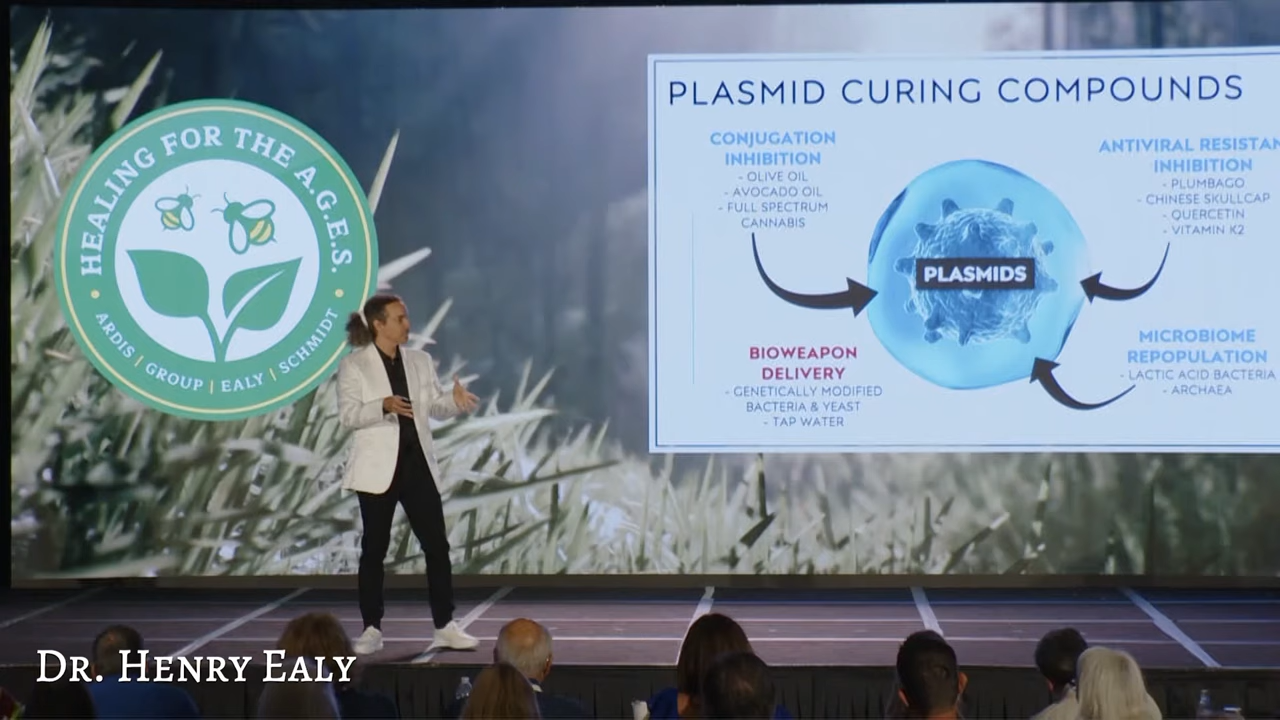 HEALING FOR THE A.G.E.S.
ARDIS | GROUP | EALY | SCHMIDT
PLASMID CURING COMPOUNDS
CONJUGATION
INHIBITION
- OLIVE OIL
- AVOCADO OIL
- FULL SPECTRUM
CANNABIS
ANTIVIRAL RESISTAN
INHIBITION
- PLUMBAGO
- CHINESE SKULLCAP
- QUERCETIN
- VITAMIN K2
PLASMIDS
BIOWEAPON
DELIVERY
- GENETICALLY MODIFIED
BACTERIA & YEAST
- TAP WATER
MICROBIOME
REPOPULATION
- LACTIC ACID BACTERIA
- ARCHAEA
DR. HENRY EALY